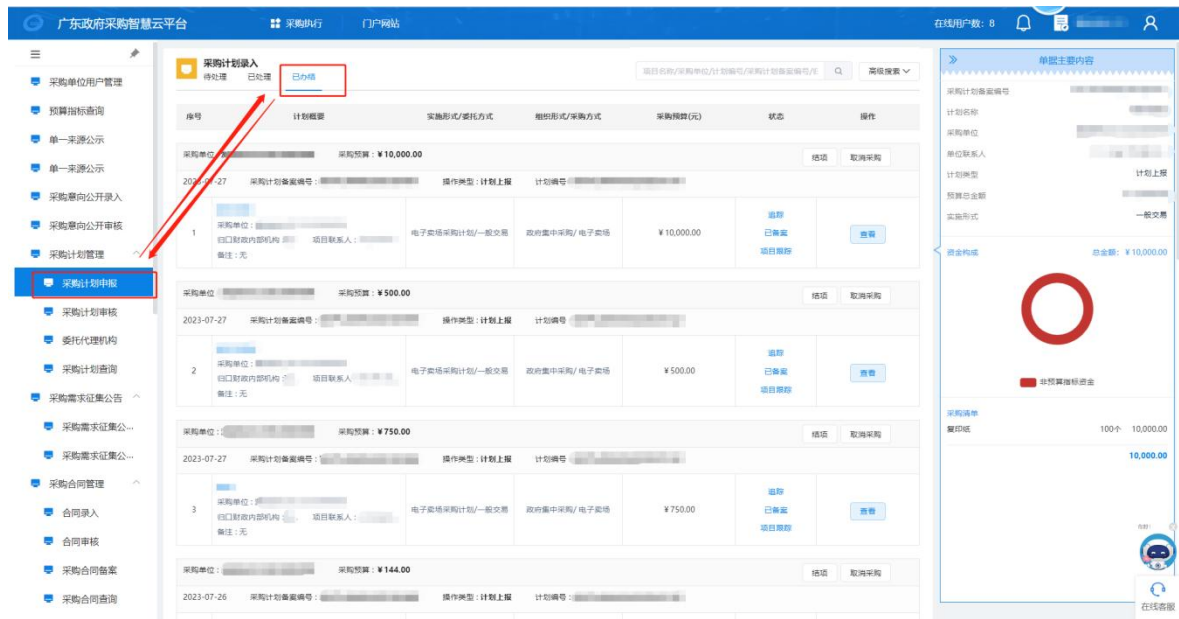 广东政府采购智慧云平台
采购执行
门户网站
在线用户数: 8
采购单位用户管理
预算指标查询
单一来源公示
单一来源公示
采购意向公开录入
采购意向公开审核
采购计划管理
采购计划申报
采购计划审核
委托代理机构
采购计划查询
采购需求征集公告
采购需求征集公...
采购需求征集公...
采购合同管理
合同录入
合同审核
采购合同备案
采购合同查询
采购计划录入
待处理 已处理 已办结
项目名称/采购单位/计划编号/采购计划备案编号/E
高级搜索
序号 计划概要 实施形式/委托方式 组织形式/采购方式 采购预算(元) 状态 操作
采购单位 采购预算：¥10,000.00 结项 取消采购
2023-07-27 采购计划备案编号： 操作类型：计划上报 计划编号
1
采购单位：
归口财政内部机构 项目联系人：
备注：无
电子卖场采购计划/一般交易 政府集中采购/ 电子卖场 ¥10,000.00
追踪
已备案
项目跟踪
查看
采购单位 采购预算：¥500.00 结项 取消采购
2023-07-27 采购计划备案编号： 操作类型：计划上报 计划编号
2
采购单位：
归口财政内部机构： 项目联系人
备注：无
电子卖场采购计划/一般交易 政府集中采购/ 电子卖场 ¥500.00
追踪
已备案
项目跟踪
查看
采购单位： 采购预算：¥750.00 结项 取消采购
2023-07-27 采购计划备案编号： 操作类型：计划上报 计划编号
3
采购单位：
归口财政内部机构： 项目联系人：
备注：无
电子卖场采购计划/一般交易 政府集中采购/ 电子卖场 ¥750.00
追踪
已备案
项目跟踪
查看
采购单位： 采购预算：¥144.00 结项 取消采购
2023-07-26 采购计划备案编号： 操作类型：计划上报 计划编号：
单据主要内容
采购计划备案编号
计划名称
采购单位
单位联系人
计划类型 计划上报
预算总金额
实施形式 一般交易
资金构成 总金额: ¥10,000.00
非预算指标资金
采购清单
复印纸 100个 10,000.00
10,000.00
在线客服